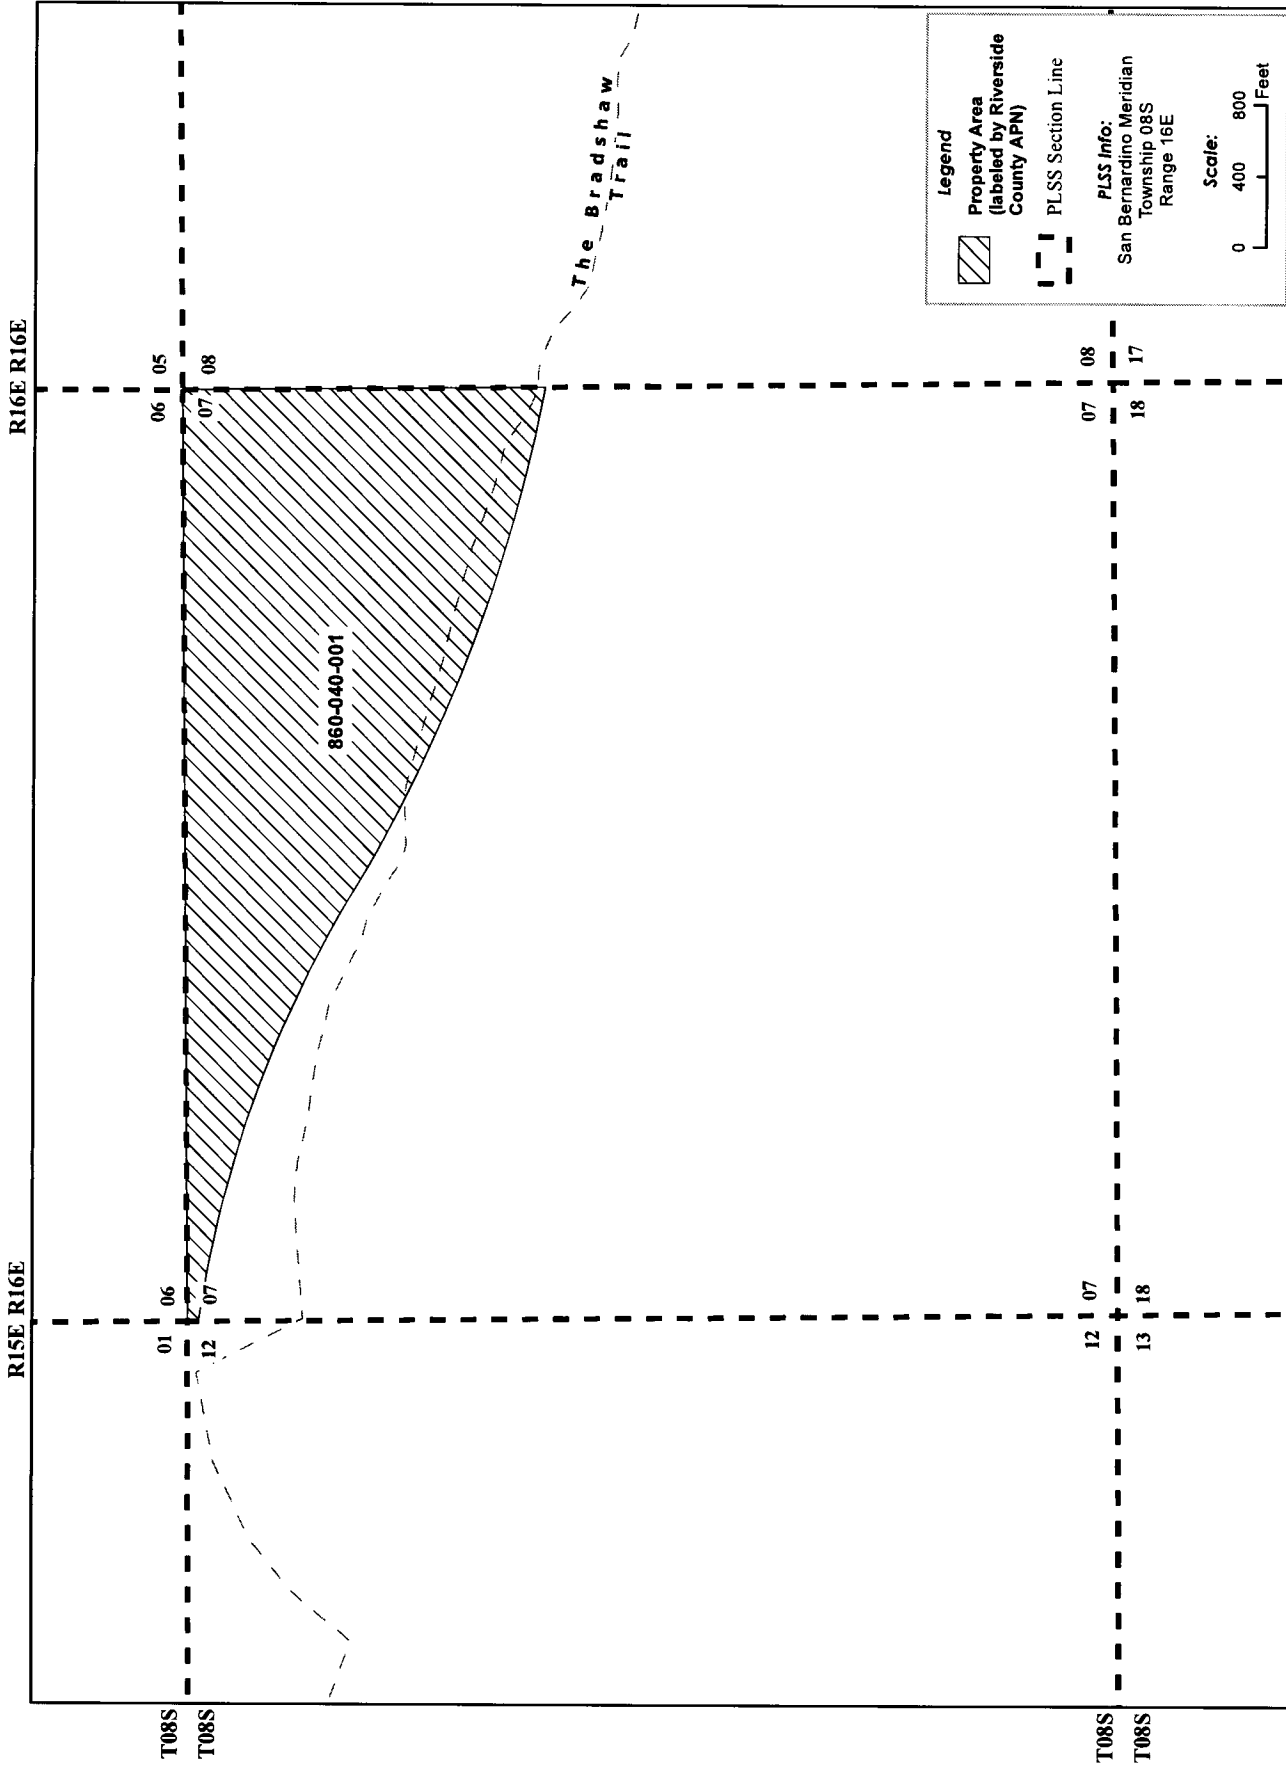 R15E R16E
R16E R16E
T08S
T08S
01
06
12
07
06
05
07
08
860-040-001
The Bradshaw
Trail
T08S
T08S
12
07
13
18
07
08
18
17
Legend
Property Area
(labeled by Riverside
County APN)
PLSS Section Line
PLSS Info:
San Bernardino Meridian
Township 08S
Range 16E
Scale:
0 400 800
Feet